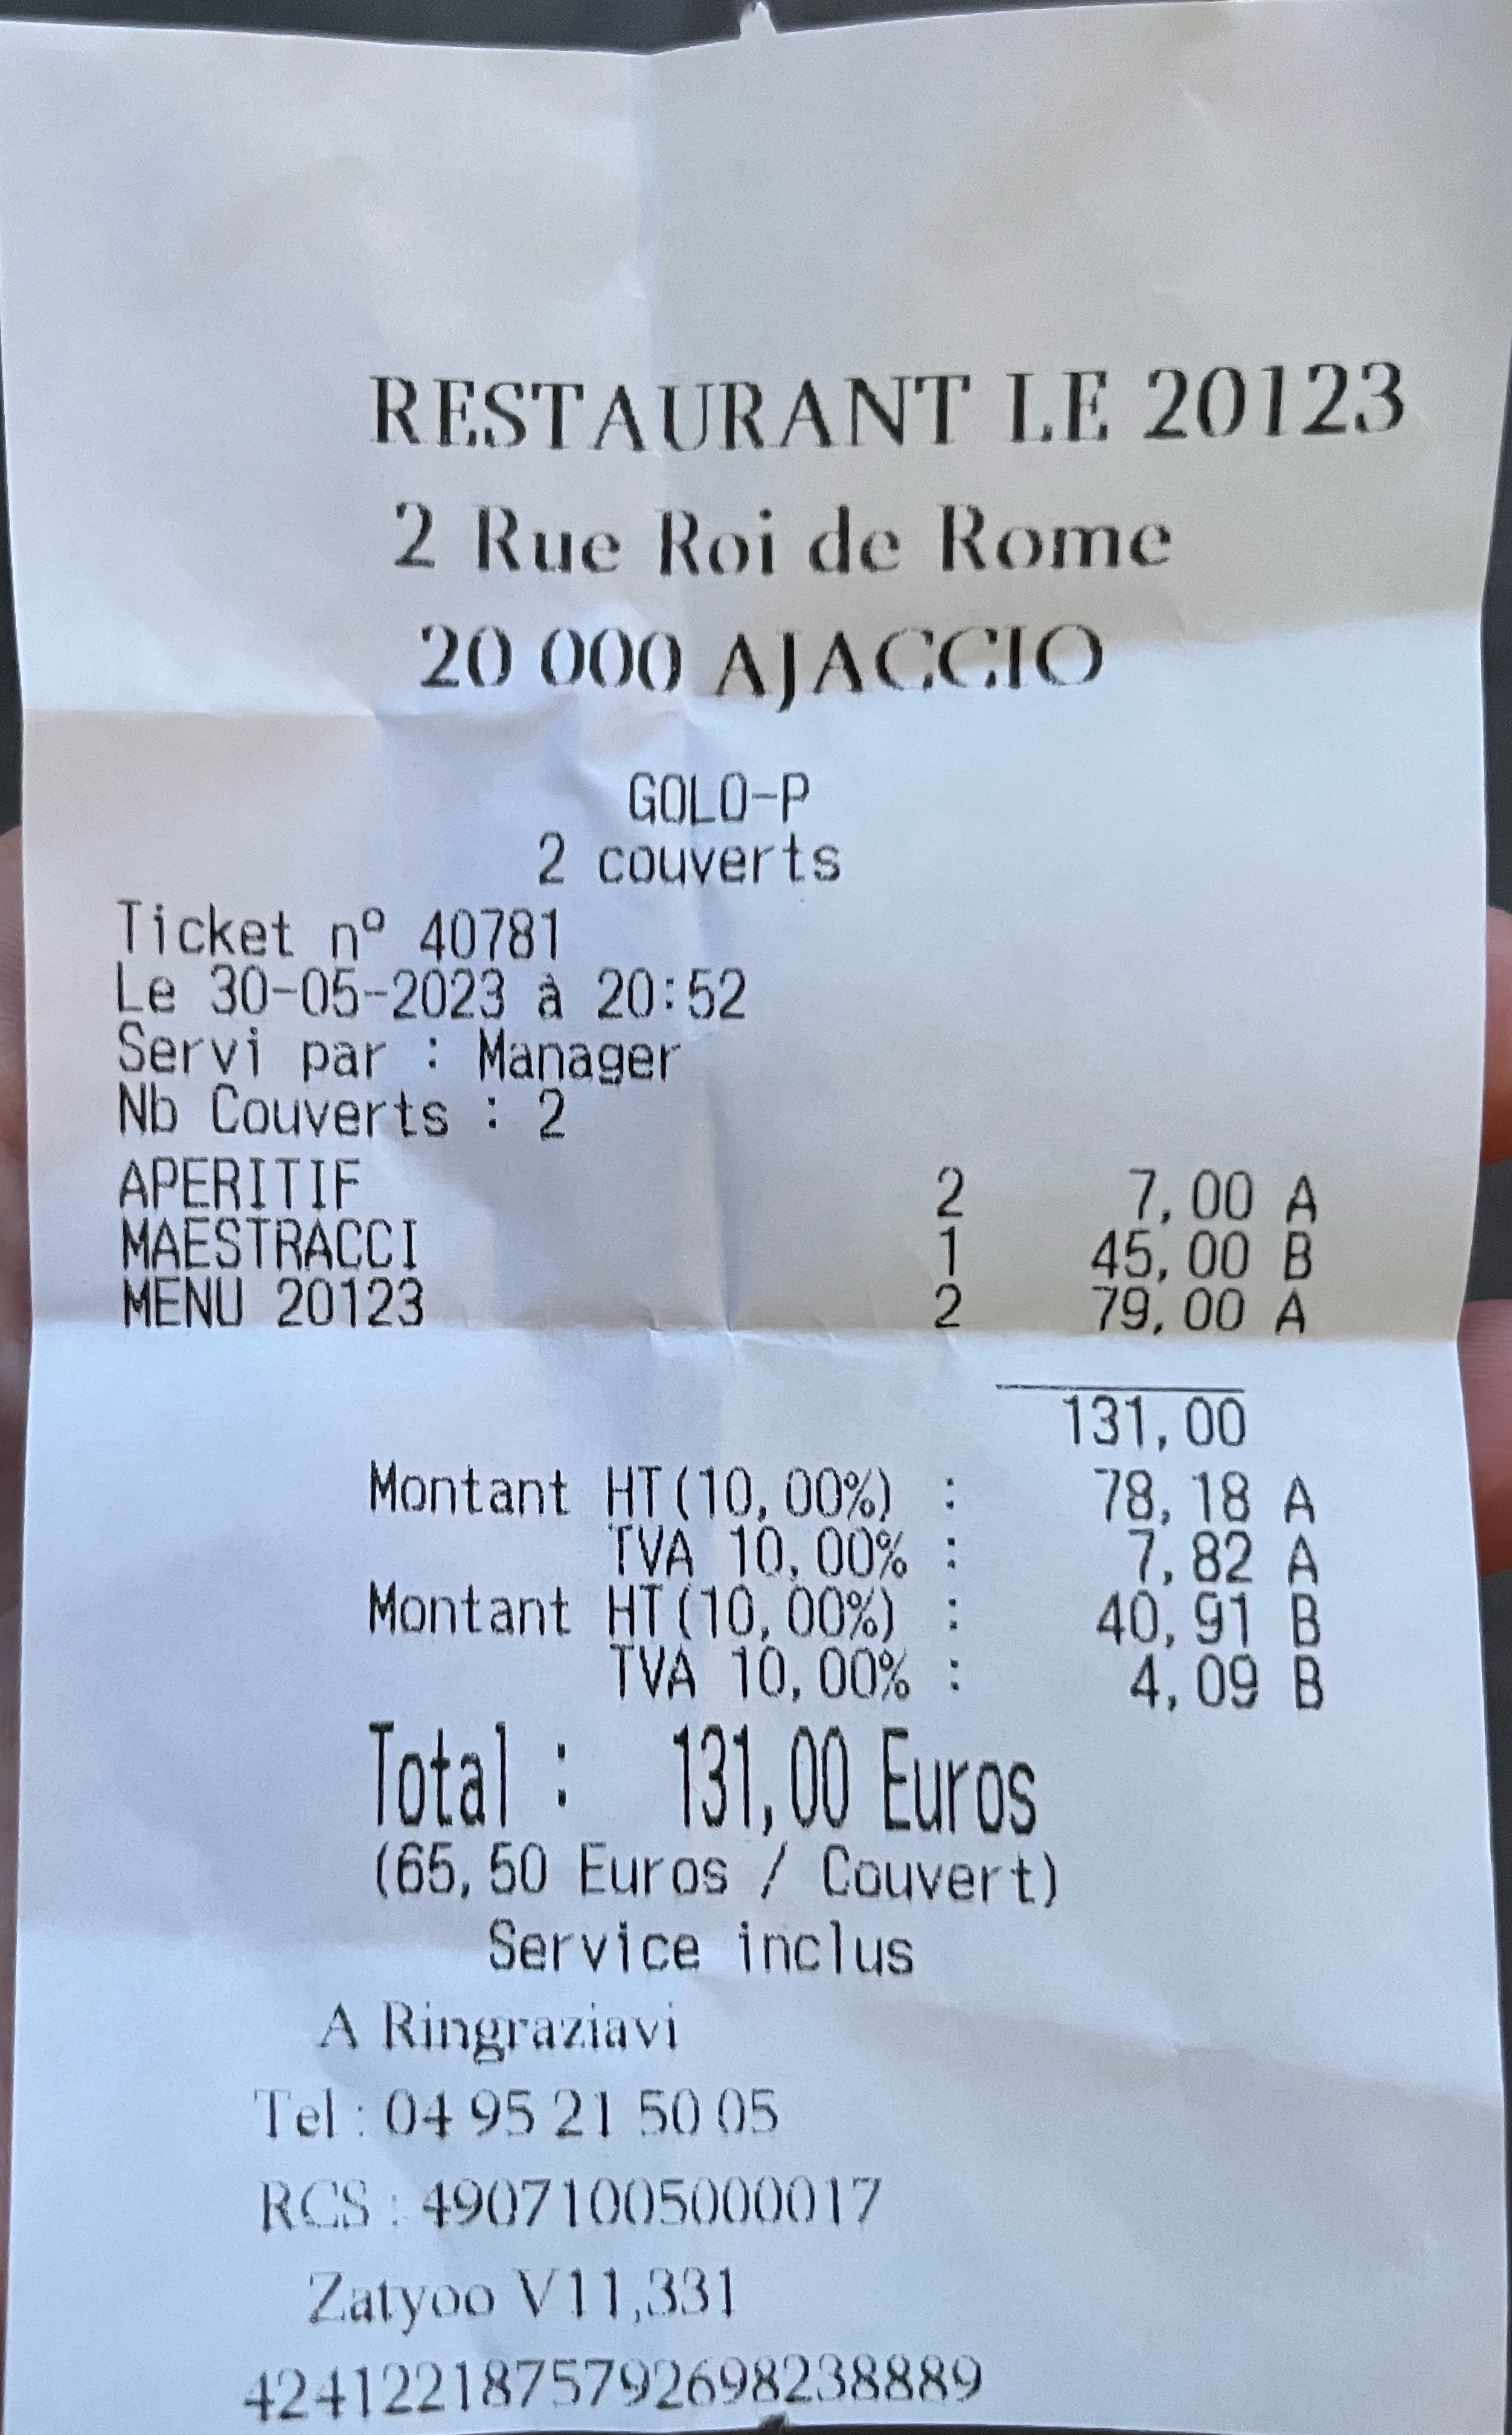 RESTAURANT LE 20123
2 Rue Roi de Rome
20 000 AJACCIO
GOLO-P
2 couverts
Ticket nº 40781
Le 30-05-2023 à 20:52
Servi par : Manager
Nb Couverts : 2
APERITIF 2 7,00 A
MAESTRACCI 1 45,00 B
MENU 20123 2 79,00 A
131,00
Montant HT(10,00%) : 78,18 A
TVA 10,00% : 7,82 A
Montant HT(10,00%) : 40,91 B
TVA 10,00% : 4,09 B
Total : 131,00 Euros
(65,50 Euros / Couvert)
Service inclus
A Ringraziavi
Tel : 04 95 21 50 05
RCS : 49071005000017
Zatyoo V11,331
4241221875792698238889